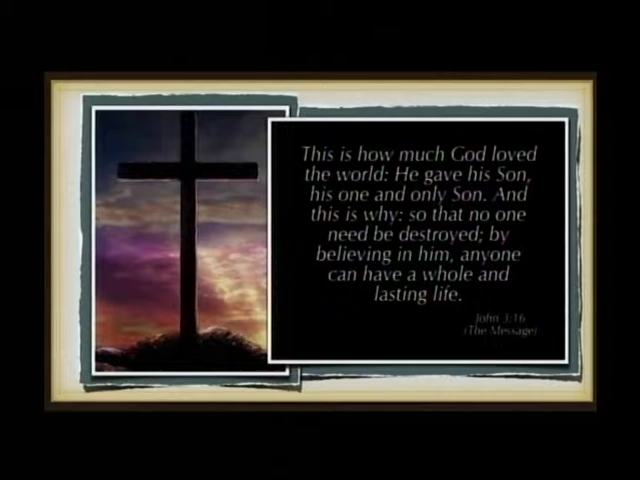 This is how much God loved
the world: He gave his Son,
his one and only Son. And
this is why: so that no one
need be destroyed; by
believing in him, anyone
can have a whole and
lasting life.
John 3:16
(The Message)